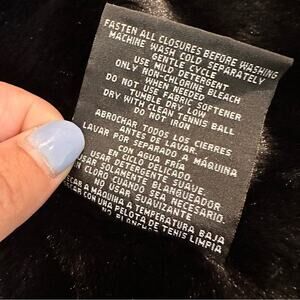 FASTEN ALL CLOSURES BEFORE WASHING
MACHINE WASH COLD SEPARATELY
GENTLE CYCLE
USE MILD DETERGENT
ONLY NON-CHLORINE BLEACH
WHEN NEEDED
DO NOT USE FABRIC SOFTENER
TUMBLE DRY LOW
DRY WITH CLEAN TENNIS BALL
DO NOT IRON
ABROCHAR TODOS LOS CIERRES
ANTES DE LAVAR.
LAVAR POR SEPARADO A MÁQUINA
CON AGUA FRÍA
EN CICLO DELICADO.
USAR DETERGENTE SUAVE.
USAR SOLAMENTE BLANQUEADOR
CLORO CUANDO SEA NECESARIO.
NO USAR SUAVIZANTE
A MÁQUINA A TEMPERATURA BAJA
CON UNA PELOTA DE TENIS LIMPIA
NO